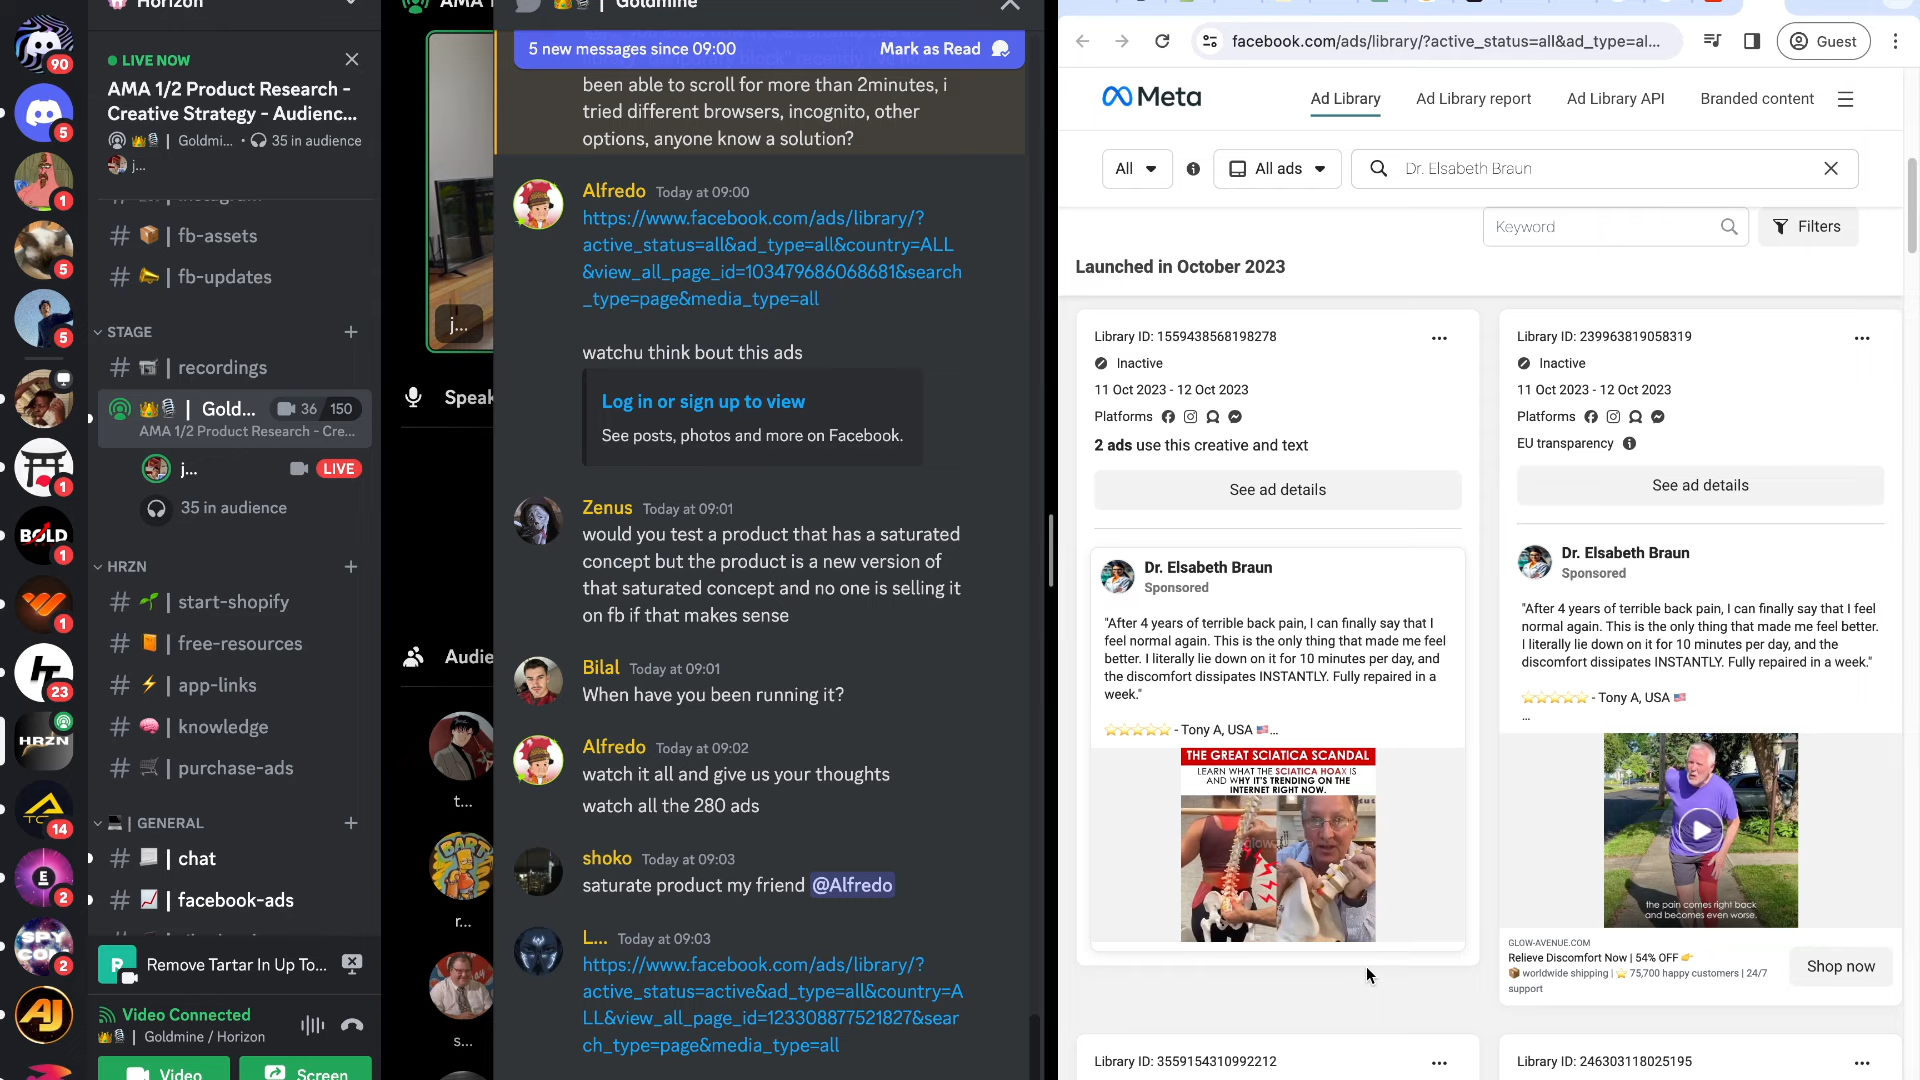 Horizon
LIVE NOW
AMA 1/2 Product Research -
Creative Strategy - Audienc...
| Goldmi... • 35 in audience
j...
# | fb-assets
# | fb-updates
STAGE
# | recordings
| Gold... 36 150
AMA 1/2 Product Research - Cre...
j... LIVE
35 in audience
HRZN
# | start-shopify
# | free-resources
# | app-links
# | knowledge
# | purchase-ads
| GENERAL
# | chat
# | facebook-ads
R Remove Tartar In Up To...
Video Connected
| Goldmine / Horizon
Video
Screen
90
5
1
5
5
1
BOLD
1
1
23
HRZN
TC
14
E
2
SPY
2
AJ
AMA 1
j...
Speak
Audie
t...
BART
r...
s...
| Goldmine
5 new messages since 09:00 Mark as Read
been able to scroll for more than 2minutes, i
tried different browsers, incognito, other
options, anyone know a solution?
Alfredo Today at 09:00
https://www.facebook.com/ads/library/?
active_status=all&ad_type=all&country=ALL
&view_all_page_id=103479686068681&search
_type=page&media_type=all
watchu think bout this ads
Log in or sign up to view
See posts, photos and more on Facebook.
Zenus Today at 09:01
would you test a product that has a saturated
concept but the product is a new version of
that saturated concept and no one is selling it
on fb if that makes sense
Bilal Today at 09:01
When have you been running it?
Alfredo Today at 09:02
watch it all and give us your thoughts
watch all the 280 ads
shoko Today at 09:03
saturate product my friend @Alfredo
L... Today at 09:03
https://www.facebook.com/ads/library/?
active_status=active&ad_type=all&country=A
LL&view_all_page_id=123308877521827&sear
ch_type=page&media_type=all
facebook.com/ads/library/?active_status=all&ad_type=al...
Guest
Meta
Ad Library
Ad Library report
Ad Library API
Branded content
All
All ads
Dr. Elsabeth Braun
Keyword
Filters
Launched in October 2023
Library ID: 1559438568198278
Inactive
11 Oct 2023 - 12 Oct 2023
Platforms
2 ads use this creative and text
See ad details
Dr. Elsabeth Braun
Sponsored
"After 4 years of terrible back pain, I can finally say that I
feel normal again. This is the only thing that made me feel
better. I literally lie down on it for 10 minutes per day, and
the discomfort dissipates INSTANTLY. Fully repaired in a
week."
⭐⭐⭐⭐⭐ - Tony A, USA 🇺🇸...
THE GREAT SCIATICA SCANDAL
LEARN WHAT THE SCIATICA HOAX IS
AND WHY IT'S TRENDING ON THE
INTERNET RIGHT NOW.
Library ID: 3559154310992212
Library ID: 239963819058319
Inactive
11 Oct 2023 - 12 Oct 2023
Platforms
EU transparency
See ad details
Dr. Elsabeth Braun
Sponsored
"After 4 years of terrible back pain, I can finally say that I feel
normal again. This is the only thing that made me feel better.
I literally lie down on it for 10 minutes per day, and the
discomfort dissipates INSTANTLY. Fully repaired in a week."
⭐⭐⭐⭐⭐ - Tony A, USA 🇺🇸
...
the pain comes right back
and becomes even worse.
GLOW-AVENUE.COM
Relieve Discomfort Now | 54% OFF 👉
📦 worldwide shipping | ⭐ 75,700 happy customers | 24/7
support
Shop now
Library ID: 246303118025195